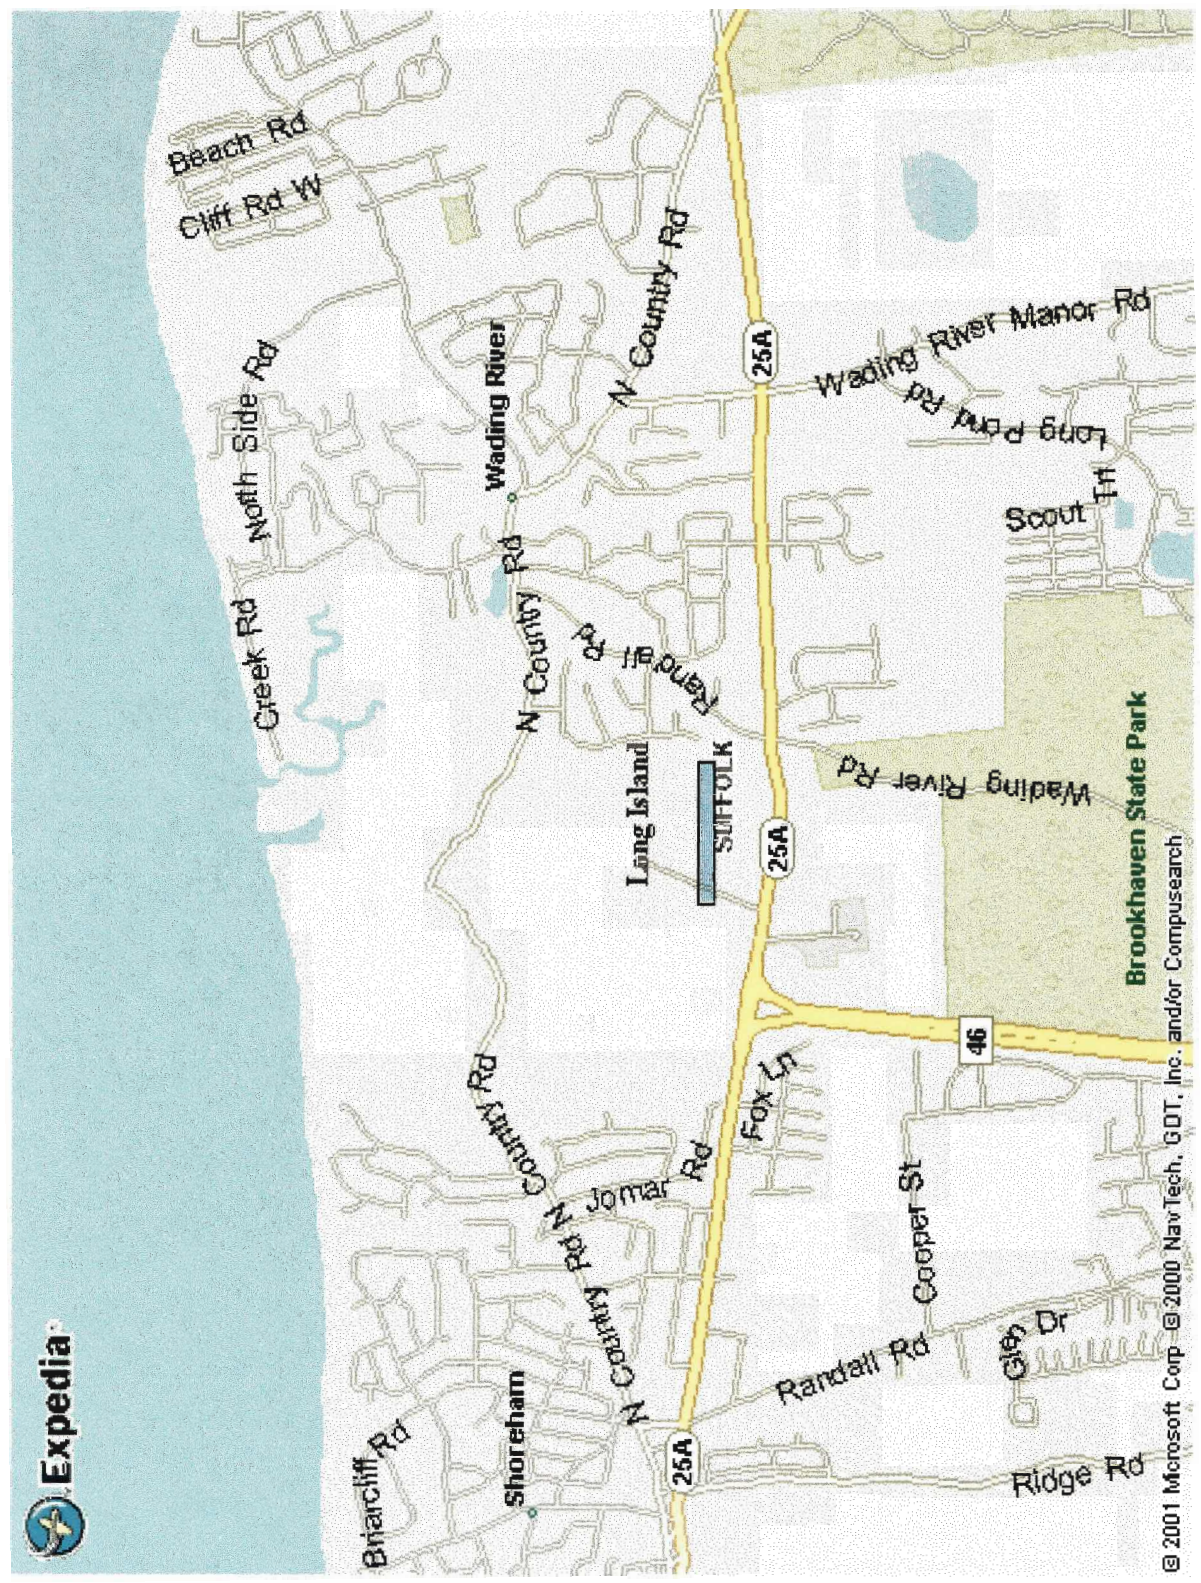 Expedia
Beach Rd
Cliff Rd W
North Side Rd
Creek Rd
Briarcliff Rd
Wading River
Shoreham
N Country Rd
N Country Rd
N Country Rd
N Country Rd
Jomar Rd
Randall Rd
Long Island
SUFFOLK
25A
25A
25A
Fox Ln
Wading River Manor Rd
Wading River Rd
Long Pond Rd
Randall Rd
Cooper St
46
Glen Dr
Scout Trl
Ridge Rd
Brookhaven State Park
© 2001 Microsoft Corp © 2000 NavTech, GDT, Inc. and/or Compusearch